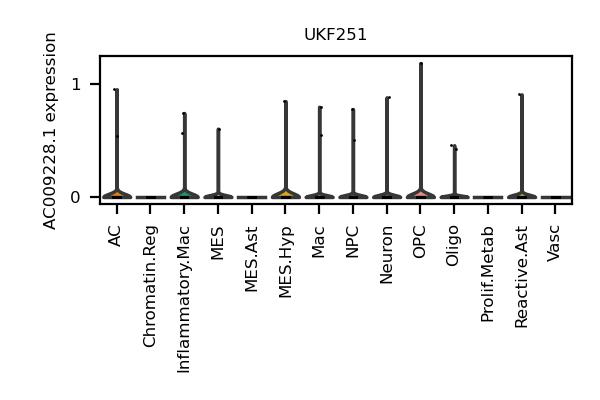 UKF251
AC009228.1 expression
1
0
AC
Chromatin.Reg
Inflammatory.Mac
MES
MES.Ast
MES.Hyp
Mac
NPC
Neuron
OPC
Oligo
Prolif.Metab
Reactive.Ast
Vasc